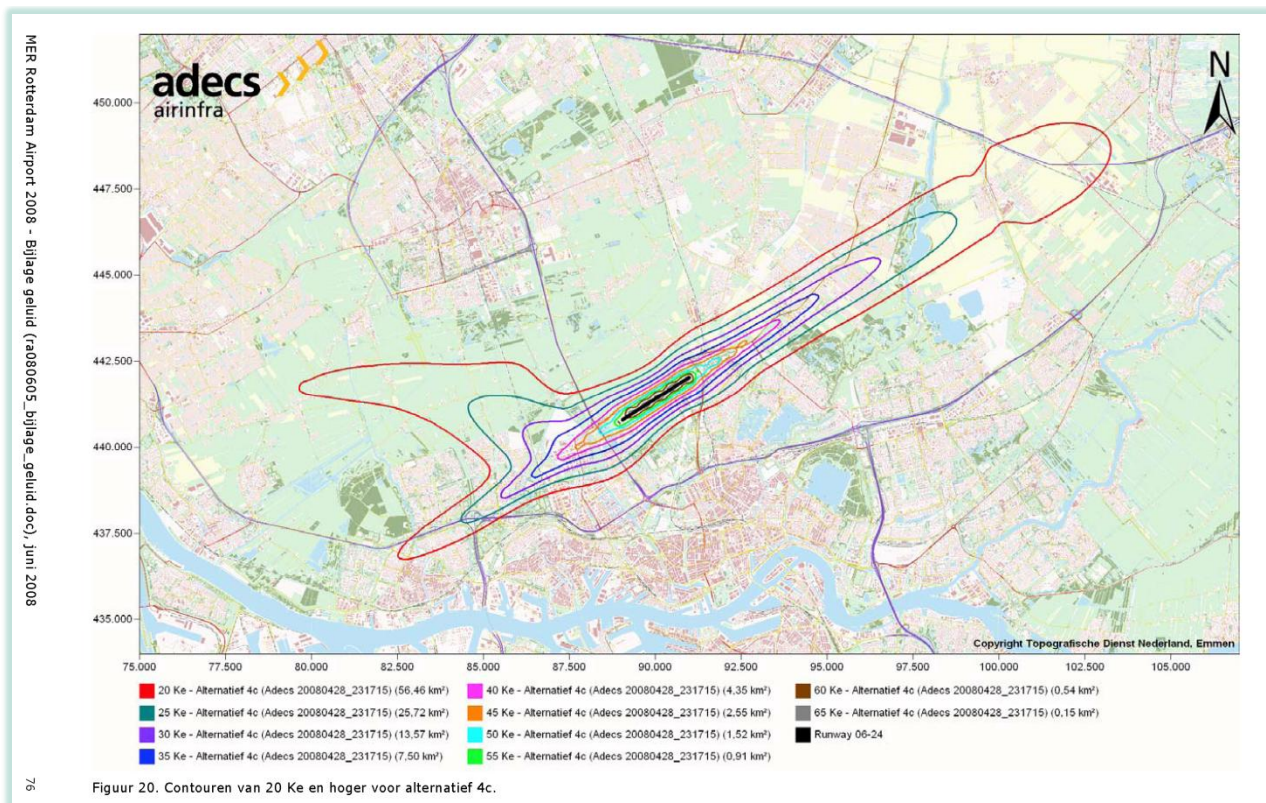 MER Rotterdam Airport 2008 - Bijlage geluid (ra080605_bijlage_geluid.doc), juni 2008
76
adecs
airinfra
N
450.000
447.500
445.000
442.500
440.000
437.500
435.000
Copyright Topografische Dienst Nederland, Emmen
75.000 77.500 80.000 82.500 85.000 87.500 90.000 92.500 95.000 97.500 100.000 102.500 105.000
20 Ke - Alternatief 4c (Adecs 20080428_231715) (56,46 km²)
25 Ke - Alternatief 4c (Adecs 20080428_231715) (25,72 km²)
30 Ke - Alternatief 4c (Adecs 20080428_231715) (13,57 km²)
35 Ke - Alternatief 4c (Adecs 20080428_231715) (7,50 km²)
40 Ke - Alternatief 4c (Adecs 20080428_231715) (4,35 km²)
45 Ke - Alternatief 4c (Adecs 20080428_231715) (2,55 km²)
50 Ke - Alternatief 4c (Adecs 20080428_231715) (1,52 km²)
55 Ke - Alternatief 4c (Adecs 20080428_231715) (0,91 km²)
60 Ke - Alternatief 4c (Adecs 20080428_231715) (0,54 km²)
65 Ke - Alternatief 4c (Adecs 20080428_231715) (0,15 km²)
Runway 06-24
Figuur 20. Contouren van 20 Ke en hoger voor alternatief 4c.